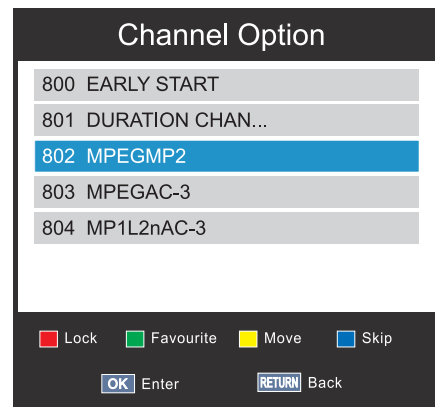 Channel Option
800 EARLY START
801 DURATION CHAN...
802 MPEGMP2
803 MPEGAC-3
804 MP1L2nAC-3
Lock Favourite Move Skip
OK Enter RETURN Back